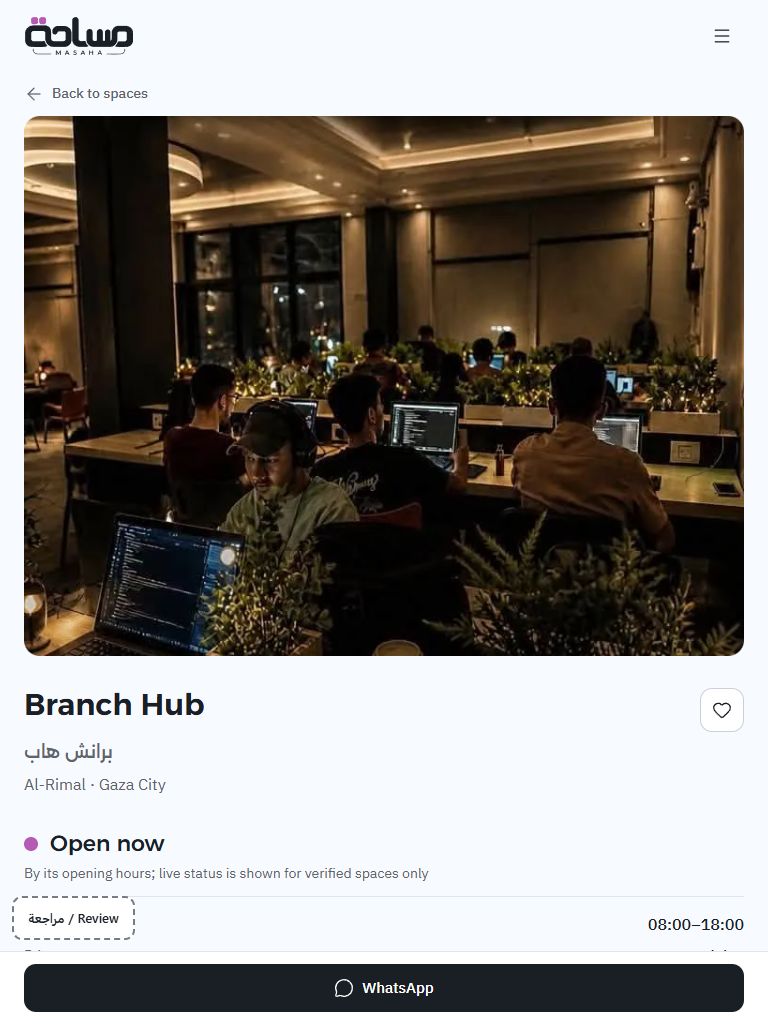 مساحة
MASAHA
Back to spaces
Branch Hub
برانش هاب
Al-Rimal · Gaza City
Open now
By its opening hours; live status is shown for verified spaces only
مراجعة / Review
08:00–18:00
WhatsApp